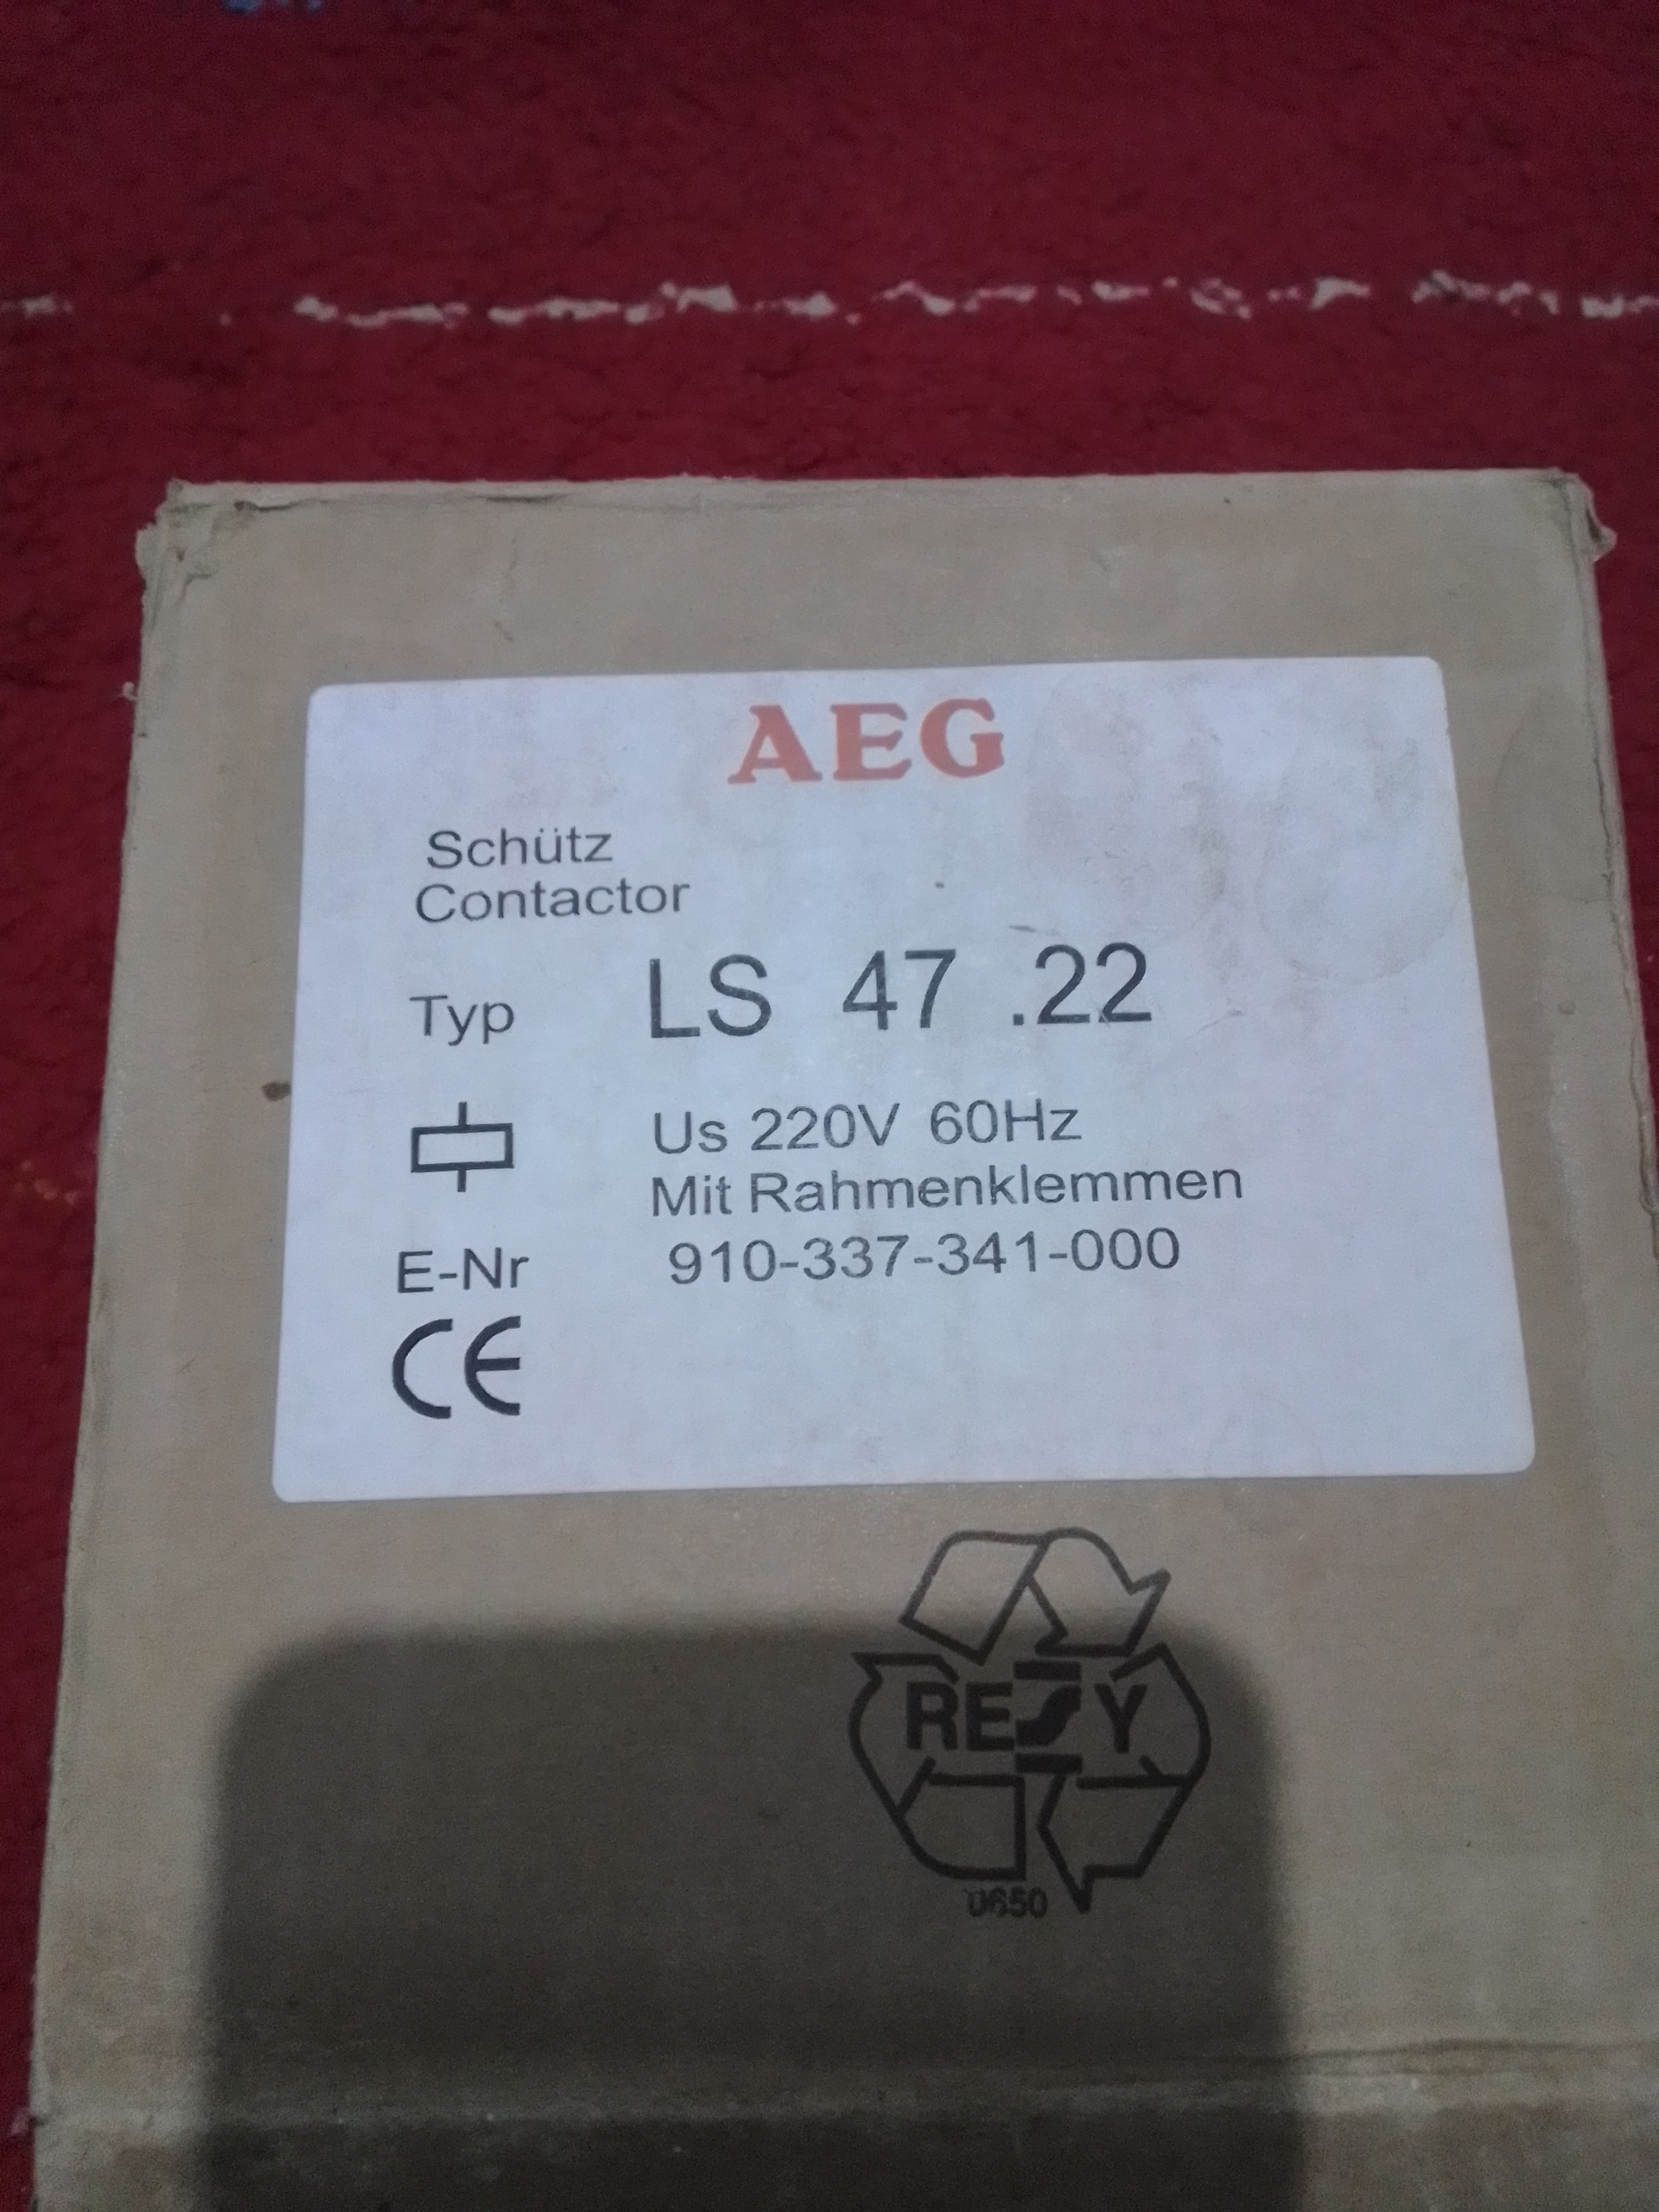 AEG
Schütz
Contactor
Typ LS 47 .22
Us 220V 60Hz
Mit Rahmenklemmen
E-Nr 910-337-341-000
CE
RESY
0650